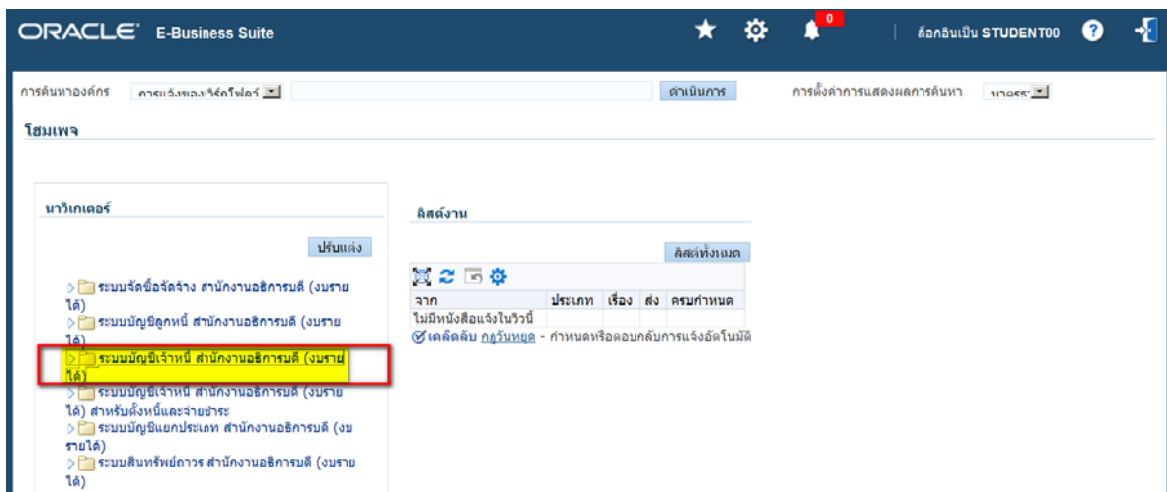 ORACLE E-Business Suite
0
ล็อกอินเป็น STUDENT00
การค้นหาองค์กร การแจ้งของเวิร์กโฟลว์ ดำเนินการ การตั้งค่าการแสดงผลการค้นหา
โฮมเพจ
นาวิเกเตอร์
ลิสต์งาน
ปรับแต่ง
ลิสต์ทั้งหมด
ระบบจัดซื้อจัดจ้าง สำนักงานอธิการบดี (งบราย
ได้)
ระบบบัญชีลูกหนี้ สำนักงานอธิการบดี (งบราย
ได้)
ระบบบัญชีเจ้าหนี้ สำนักงานอธิการบดี (งบราย
ได้)
ระบบบัญชีเจ้าหนี้ สำนักงานอธิการบดี (งบราย
ได้) สำหรับตั้งหนี้และจ่ายชำระ
ระบบบัญชีแยกประเภท สำนักงานอธิการบดี (งบ
รายได้)
ระบบสินทรัพย์ถาวร สำนักงานอธิการบดี (งบราย
ได้)
จาก ประเภท เรื่อง ส่ง ครบกำหนด
ไม่มีหนังสือแจ้งในวิวนี้
เคล็ดลับ กฎวันหยุด - กำหนดหรือตอบกลับการแจ้งอัตโนมัติ